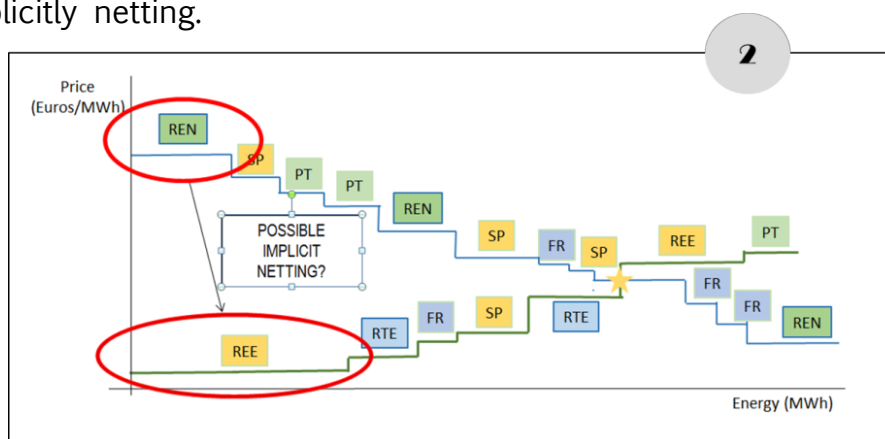 plicitly netting.
2
Price
(Euros/MWh)
REN
SP
PT
PT
REN
SP
FR
SP
REE
PT
POSSIBLE
IMPLICIT
NETTING?
FR
FR
REN
REE
RTE
FR
SP
RTE
Energy (MWh)